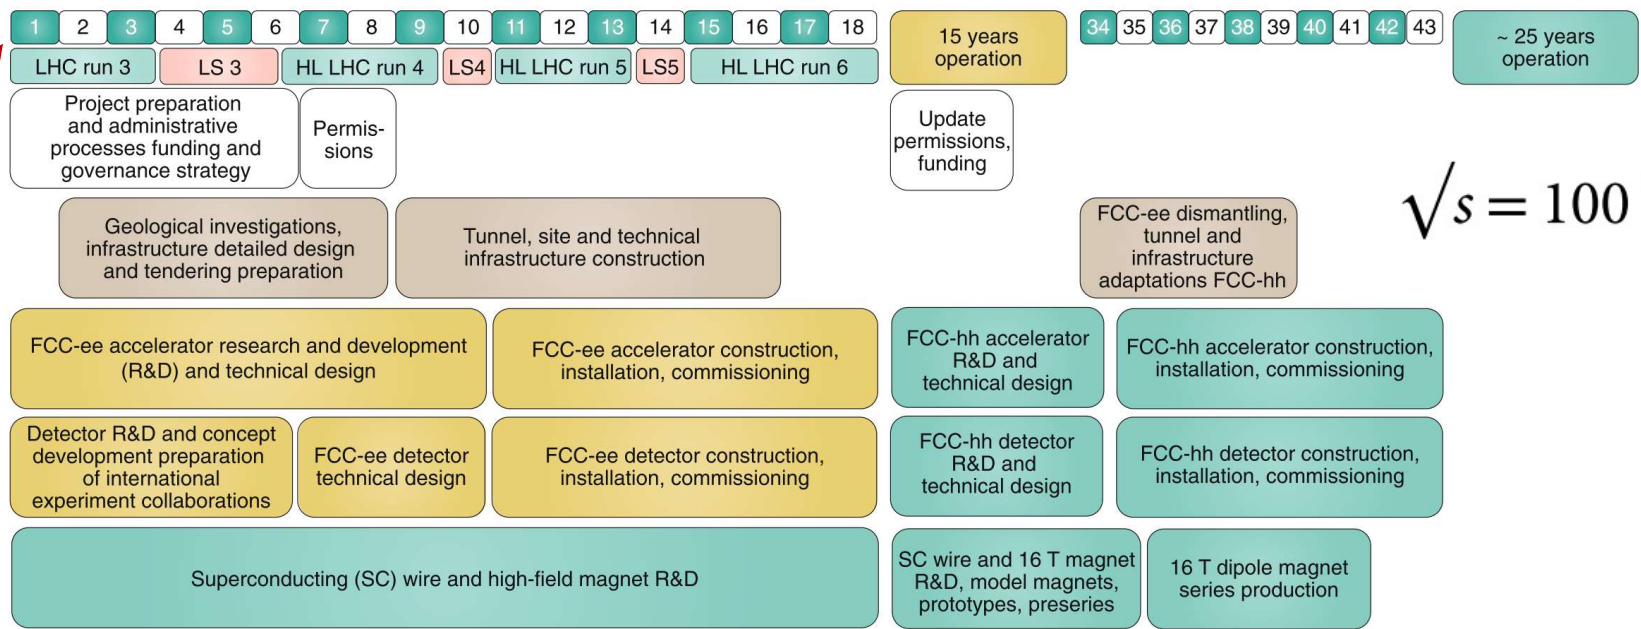 1 2 3 4 5 6 7 8 9 10 11 12 13 14 15 16 17 18
15 years
operation
34 35 36 37 38 39 40 41 42 43
~ 25 years
operation
LHC run 3
LS 3
HL LHC run 4
LS4
HL LHC run 5
LS5
HL LHC run 6
Project preparation
and administrative
processes funding and
governance strategy
Permis-
sions
Update
permissions,
funding
√s = 100
Geological investigations,
infrastructure detailed design
and tendering preparation
Tunnel, site and technical
infrastructure construction
FCC-ee dismantling,
tunnel and
infrastructure
adaptations FCC-hh
FCC-ee accelerator research and development
(R&D) and technical design
FCC-ee accelerator construction,
installation, commissioning
FCC-hh accelerator
R&D and
technical design
FCC-hh accelerator construction,
installation, commissioning
Detector R&D and concept
development preparation
of international
experiment collaborations
FCC-ee detector
technical design
FCC-ee detector construction,
installation, commissioning
FCC-hh detector
R&D and
technical design
FCC-hh detector construction,
installation, commissioning
Superconducting (SC) wire and high-field magnet R&D
SC wire and 16 T magnet
R&D, model magnets,
prototypes, preseries
16 T dipole magnet
series production